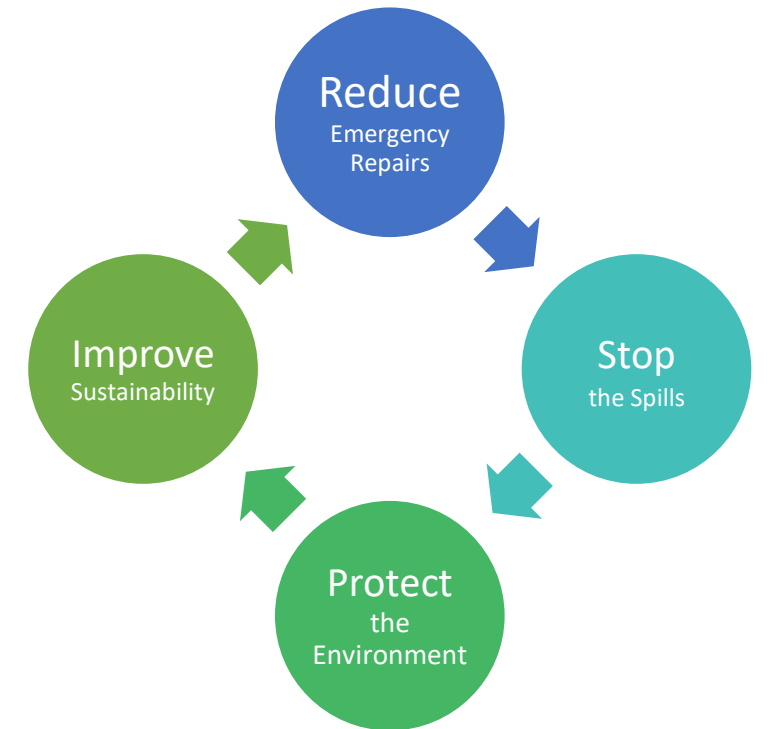 Reduce
Emergency
Repairs
Stop
the Spills
Protect
the
Environment
Improve
Sustainability